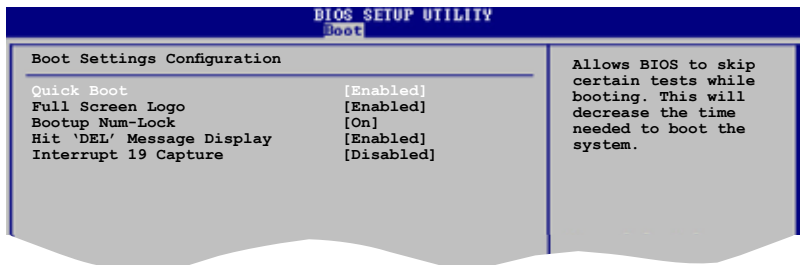 BIOS SETUP UTILITY
Boot
Boot Settings Configuration
Quick Boot [Enabled]
Full Screen Logo [Enabled]
Bootup Num-Lock [On]
Hit ‘DEL’ Message Display [Enabled]
Interrupt 19 Capture [Disabled]
Allows BIOS to skip
certain tests while
booting. This will
decrease the time
needed to boot the
system.